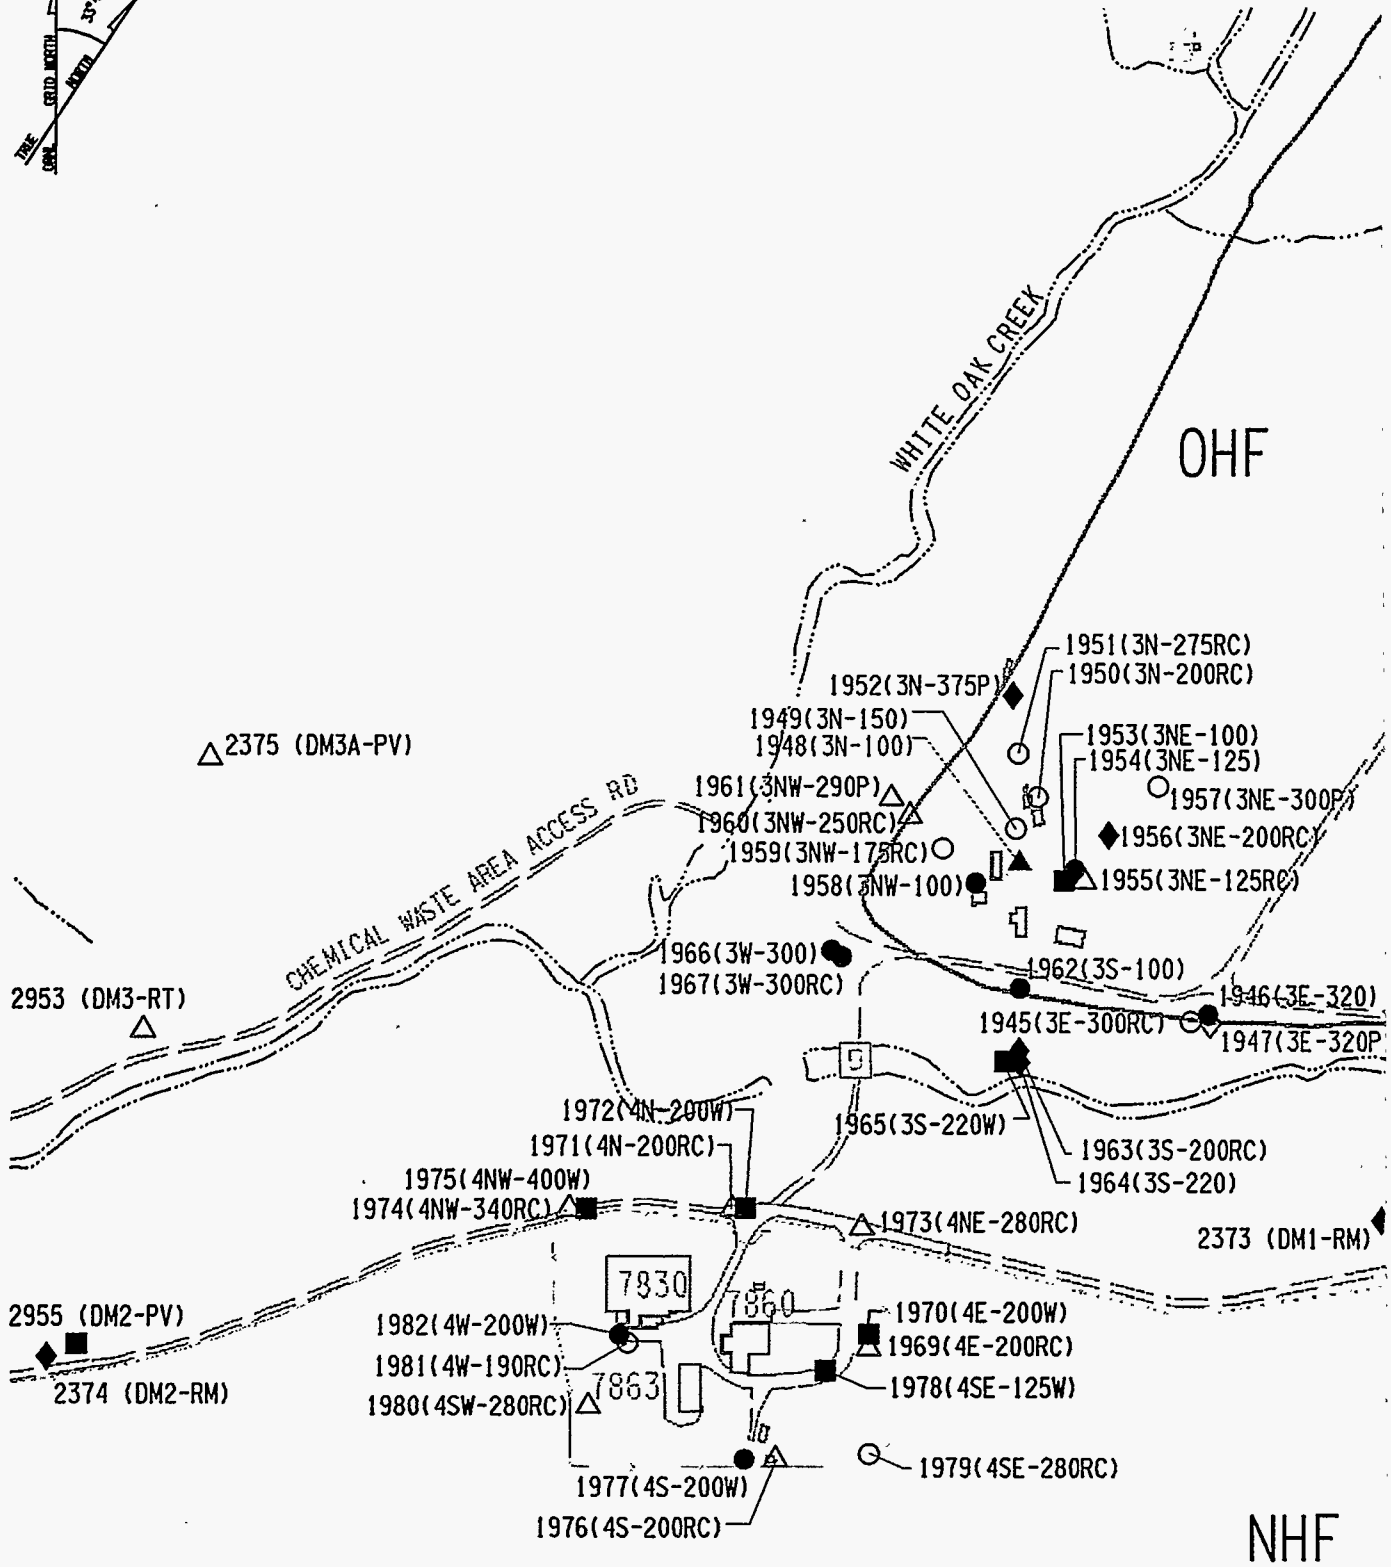 33°
GRID NORTH
NORTH
TRUE
ORNL
WHITE OAK CREEK
OHF
1951(3N-275RC)
1950(3N-200RC)
1952(3N-375P)
1949(3N-150)
1948(3N-100)
1953(3NE-100)
1954(3NE-125)
2375 (DM3A-PV)
1961(3NW-290P)
1957(3NE-300P)
1960(3NW-250RC)
1956(3NE-200RC)
1959(3NW-175RC)
1958(3NW-100)
1955(3NE-125RC)
CHEMICAL WASTE AREA ACCESS RD
1966(3W-300)
1962(3S-100)
1967(3W-300RC)
2953 (DM3-RT)
1946(3E-320)
1945(3E-300RC)
1947(3E-320P
1972(4N-200W)
1965(3S-220W)
1971(4N-200RC)
1963(3S-200RC)
1975(4NW-400W)
1964(3S-220)
1974(4NW-340RC)
1973(4NE-280RC)
2373 (DM1-RM)
7830
7860
2955 (DM2-PV)
1970(4E-200W)
1982(4W-200W)
1969(4E-200RC)
1981(4W-190RC)
2374 (DM2-RM)
7863
1978(4SE-125W)
1980(4SW-280RC)
1979(4SE-280RC)
1977(4S-200W)
1976(4S-200RC)
NHF